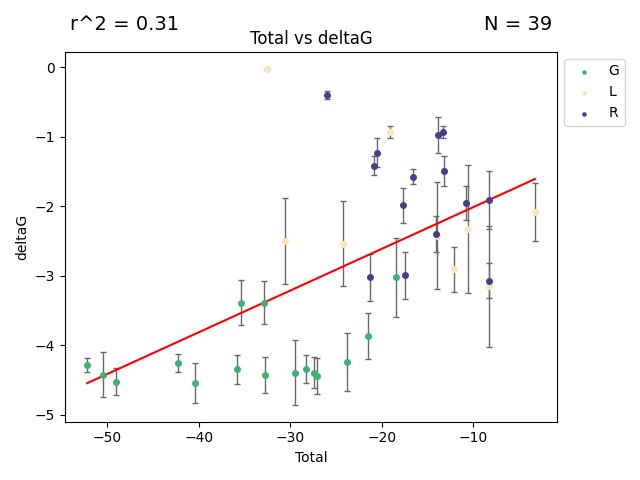 r^2 = 0.31
N = 39
Total vs deltaG
G
L
R
0
−1
−2
−3
−4
−5
deltaG
−50
−40
−30
−20
−10
Total